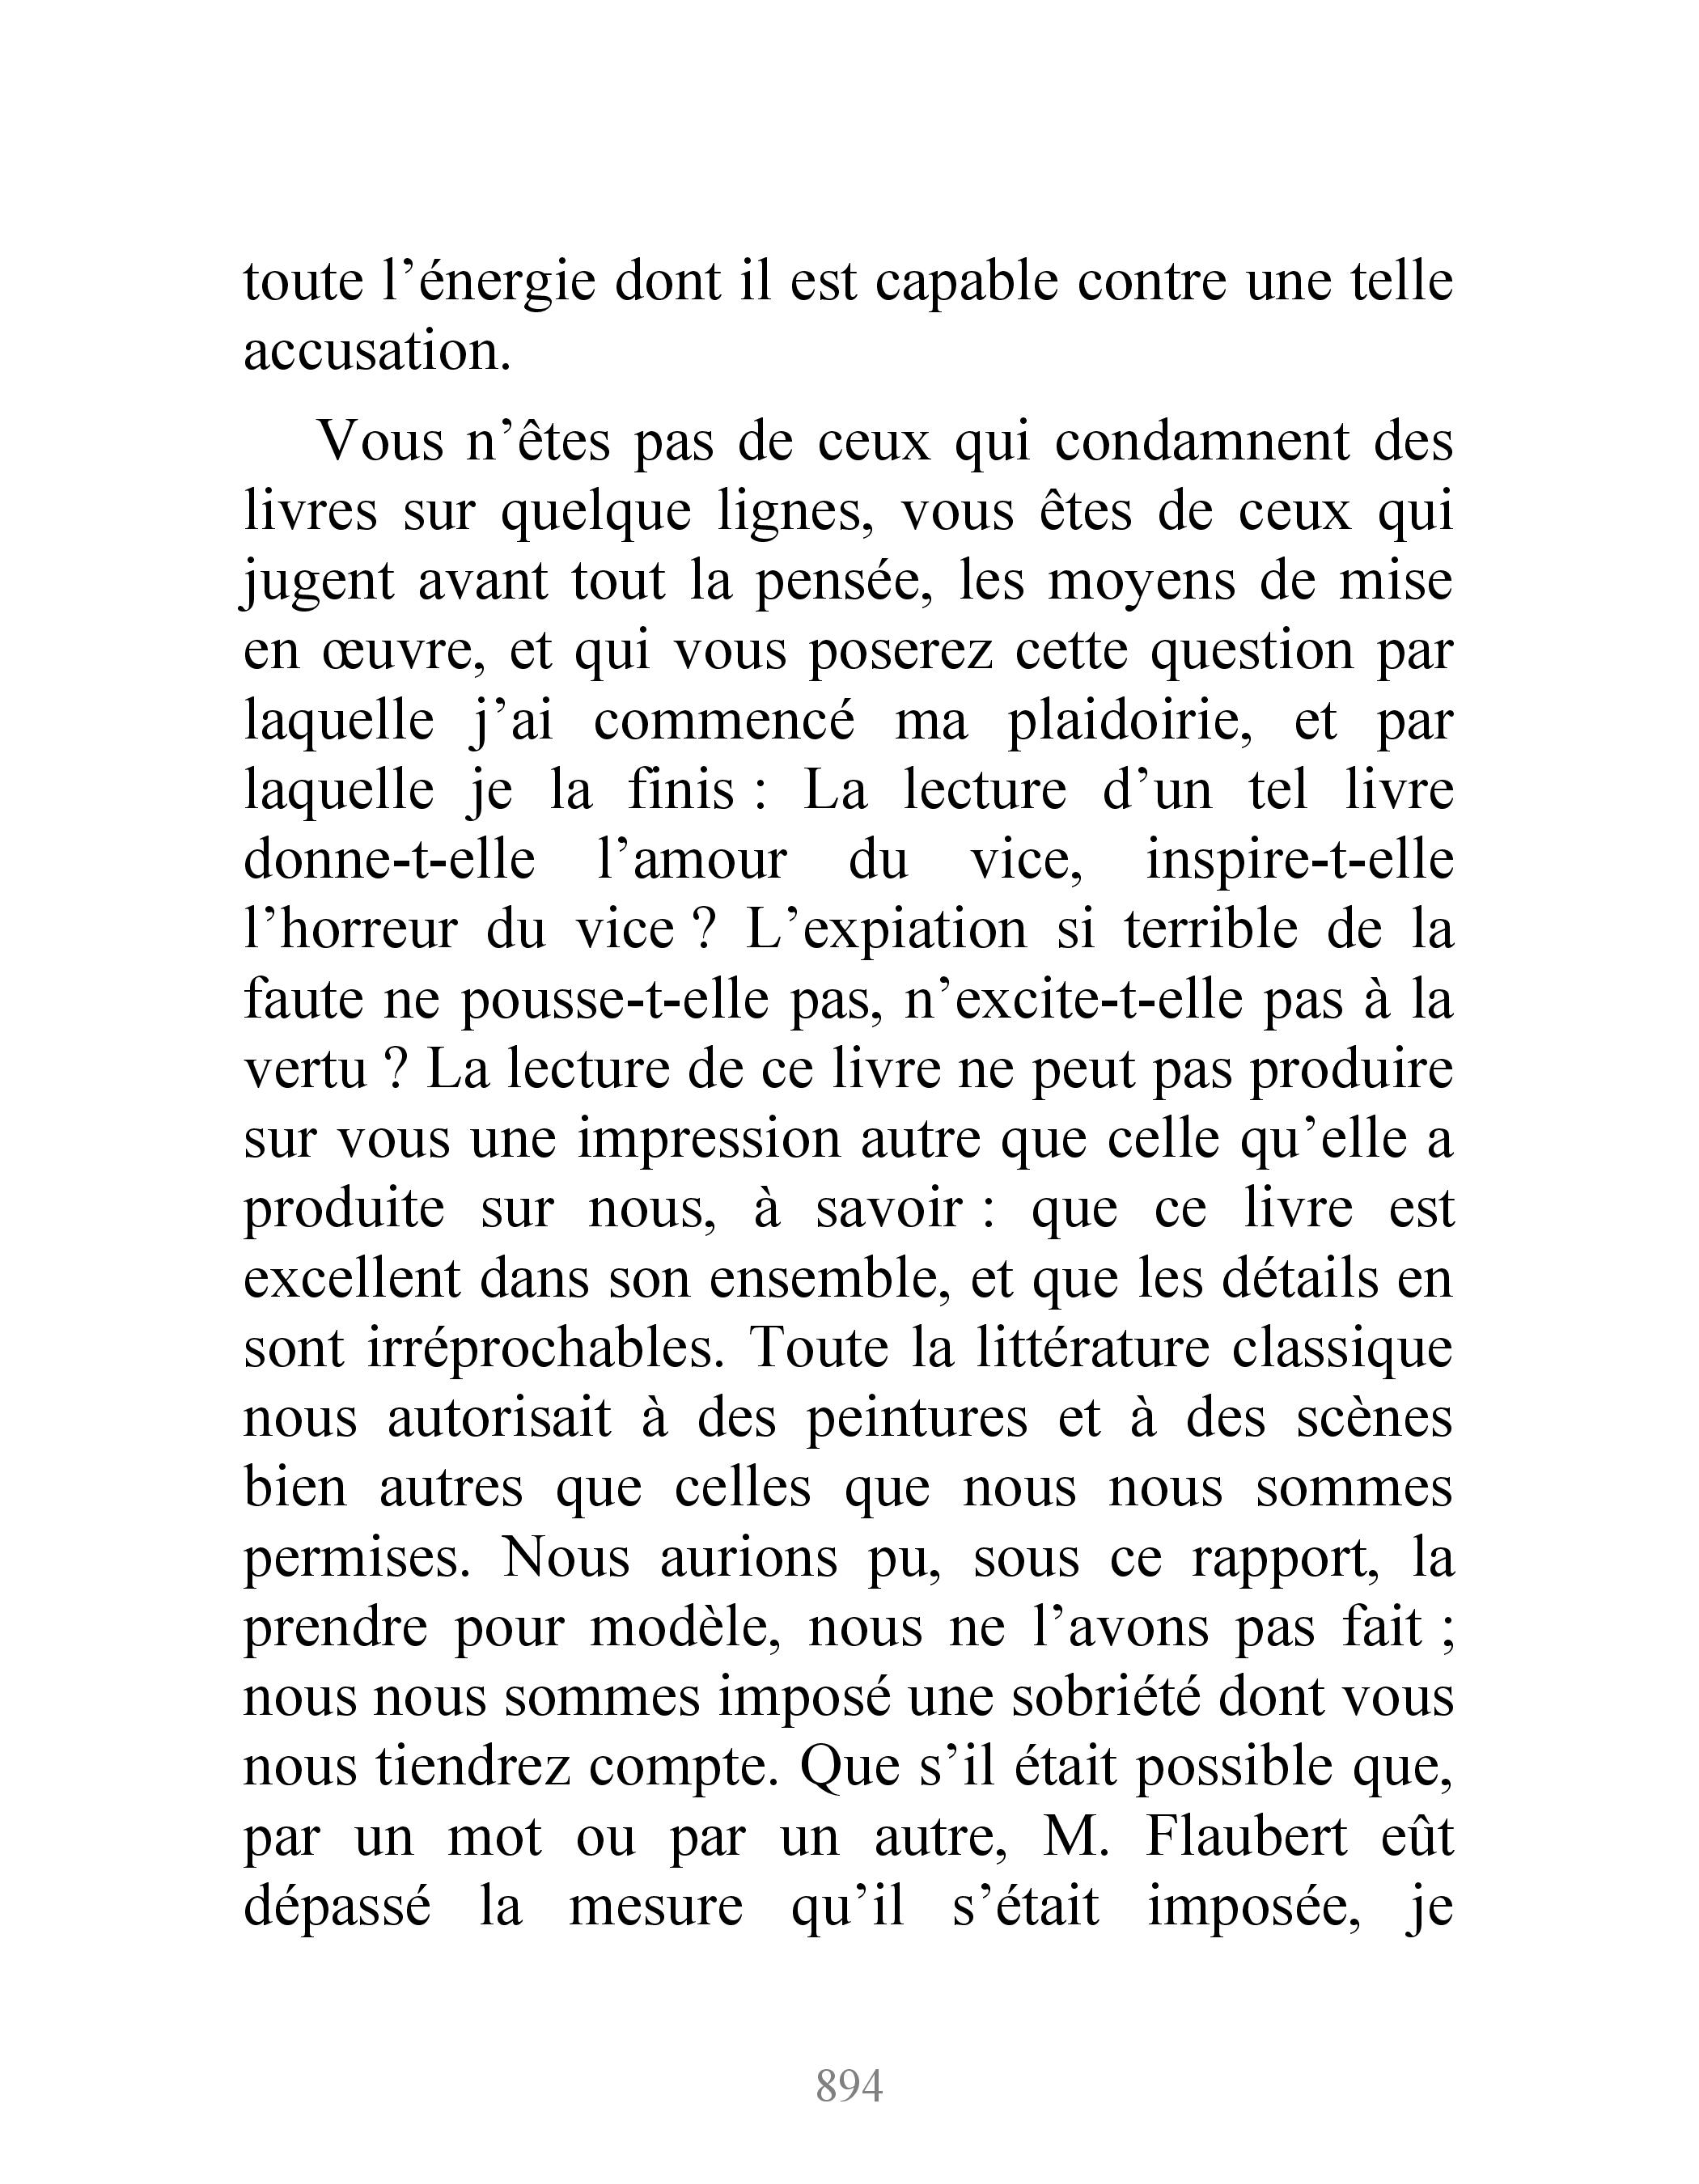 toute l’énergie dont il est capable contre une telle
accusation.
Vous n’êtes pas de ceux qui condamnent des
livres sur quelque lignes, vous êtes de ceux qui
jugent avant tout la pensée, les moyens de mise
en œuvre, et qui vous poserez cette question par
laquelle j’ai commencé ma plaidoirie, et par
laquelle je la finis : La lecture d’un tel livre
donne-t-elle l’amour du vice, inspire-t-elle
l’horreur du vice ? L’expiation si terrible de la
faute ne pousse-t-elle pas, n’excite-t-elle pas à la
vertu ? La lecture de ce livre ne peut pas produire
sur vous une impression autre que celle qu’elle a
produite sur nous, à savoir : que ce livre est
excellent dans son ensemble, et que les détails en
sont irréprochables. Toute la littérature classique
nous autorisait à des peintures et à des scènes
bien autres que celles que nous nous sommes
permises. Nous aurions pu, sous ce rapport, la
prendre pour modèle, nous ne l’avons pas fait ;
nous nous sommes imposé une sobriété dont vous
nous tiendrez compte. Que s’il était possible que,
par un mot ou par un autre, M. Flaubert eût
dépassé la mesure qu’il s’était imposée, je
894